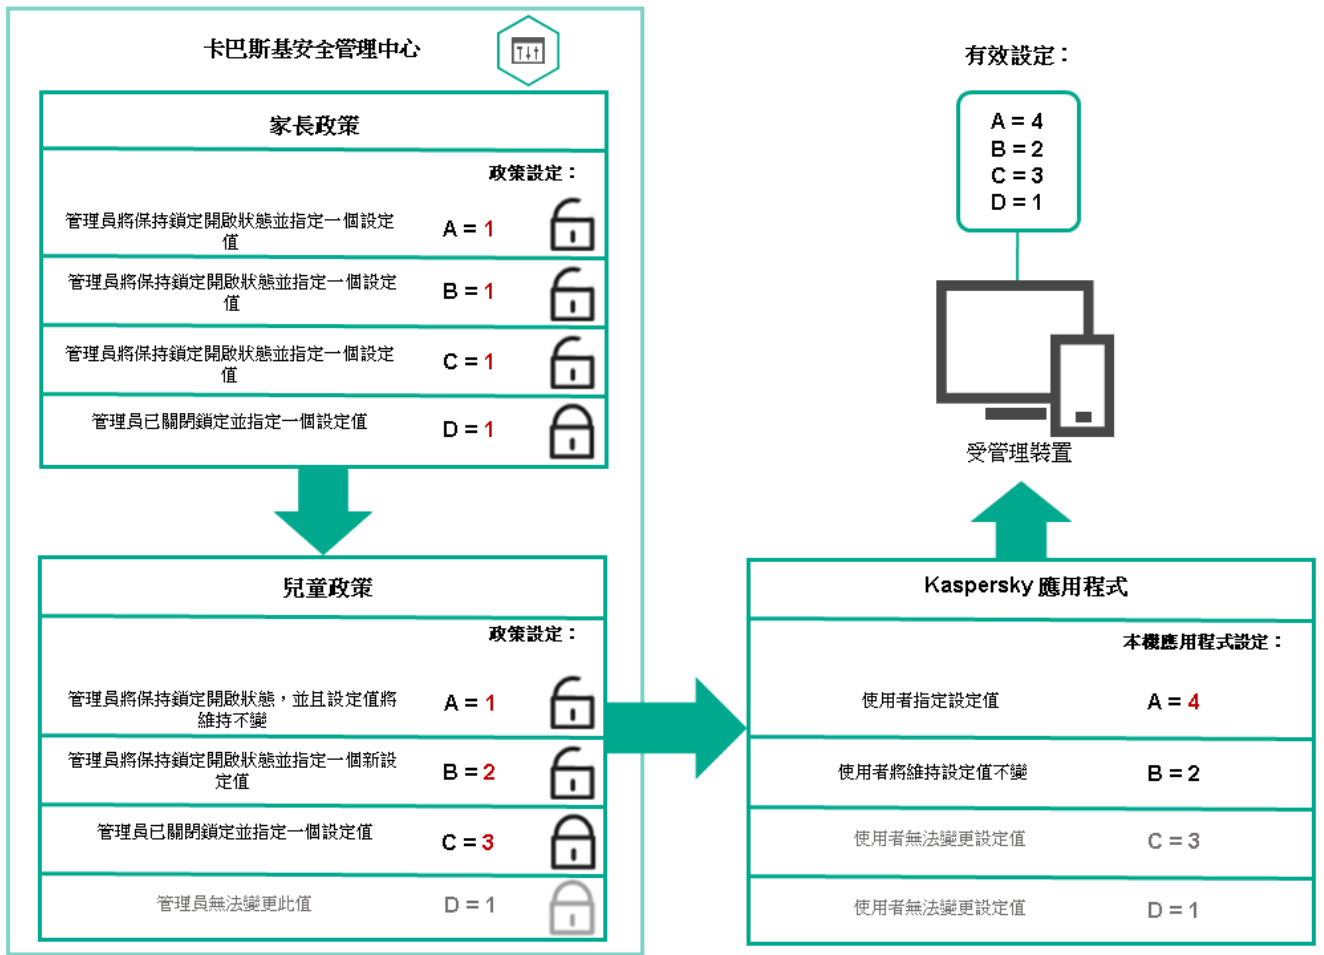 卡巴斯基安全管理中心
家長政策
政策設定：
管理員將保持鎖定開啟狀態並指定一個設定
值
A = 1
管理員將保持鎖定開啟狀態並指定一個設定
值
B = 1
管理員將保持鎖定開啟狀態並指定一個設定
值
C = 1
管理員已關閉鎖定並指定一個設定值
D = 1
兒童政策
政策設定：
管理員將保持鎖定開啟狀態，並且設定值將
維持不變
A = 1
管理員將保持鎖定開啟狀態並指定一個新設
定值
B = 2
管理員已關閉鎖定並指定一個設定值
C = 3
管理員無法變更此值
D = 1
Kaspersky 應用程式
本機應用程式設定：
使用者指定設定值
A = 4
使用者將維持設定值不變
B = 2
使用者無法變更設定值
C = 3
使用者無法變更設定值
D = 1
有效設定：
A = 4
B = 2
C = 3
D = 1
受管理裝置